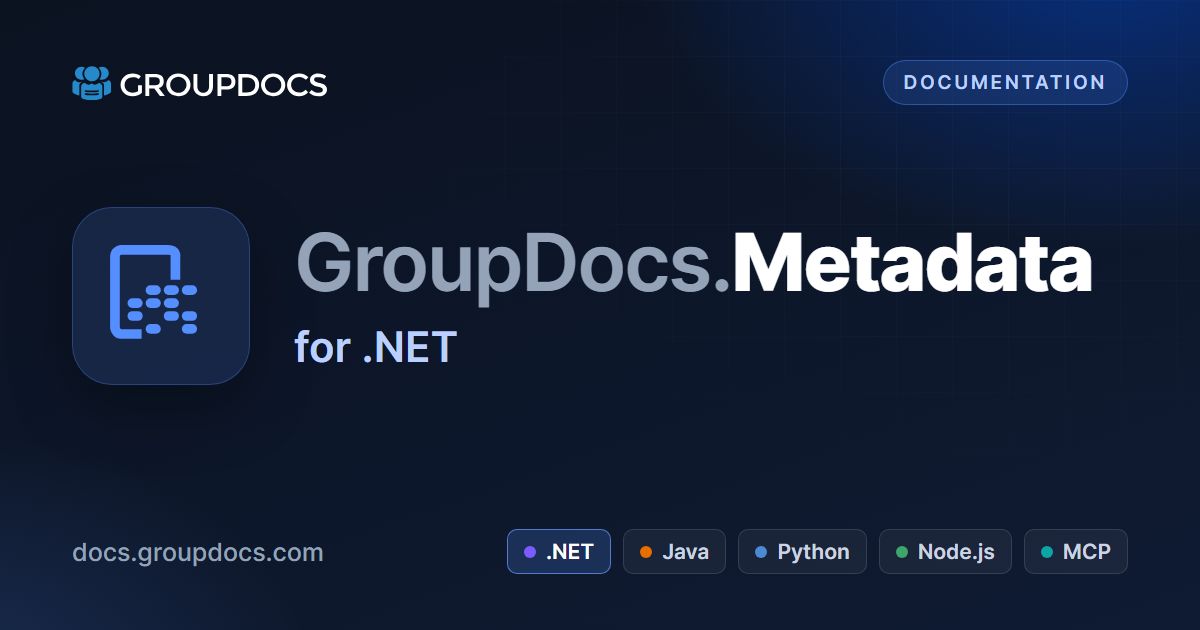 GROUPDOCS
DOCUMENTATION
GroupDocs.Metadata
for .NET
docs.groupdocs.com
.NET
Java
Python
Node.js
MCP